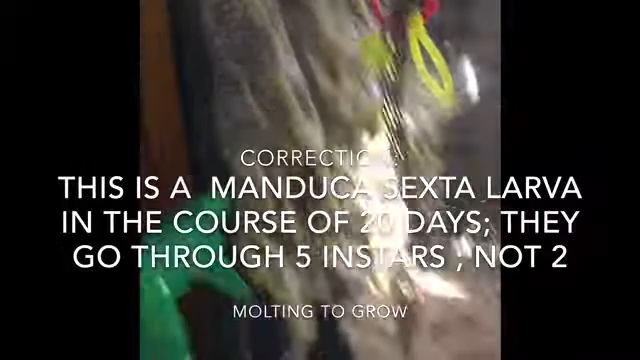 CORRECTION:
THIS IS A MANDUCA SEXTA LARVA
IN THE COURSE OF 20 DAYS; THEY
GO THROUGH 5 INSTARS ; NOT 2
MOLTING TO GROW